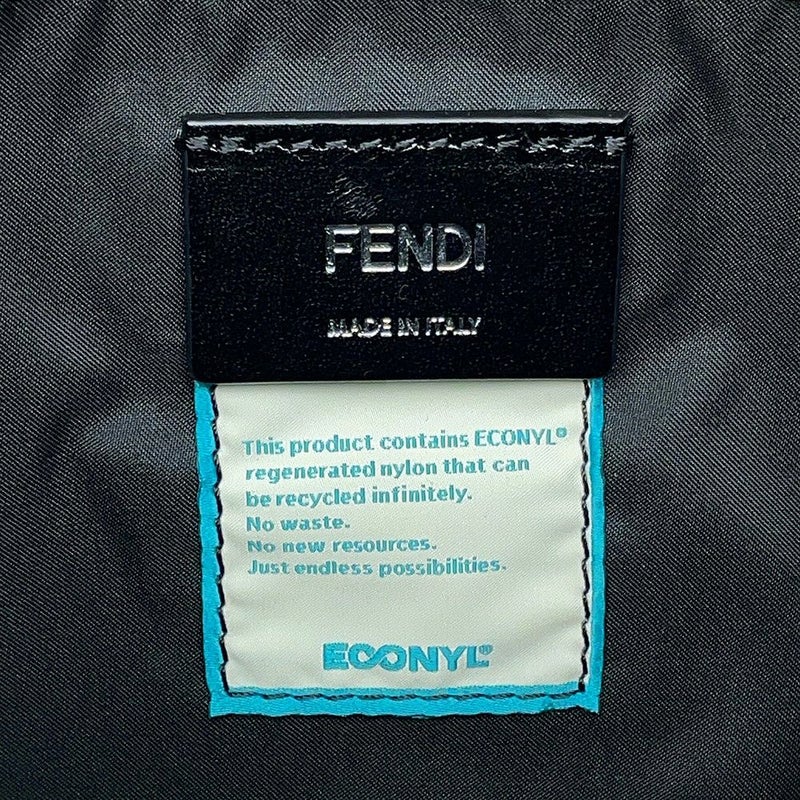 FENDI
MADE IN ITALY
This product contains ECONYL®
regenerated nylon that can
be recycled infinitely.
No waste.
No new resources.
Just endless possibilities.
ECONYL®